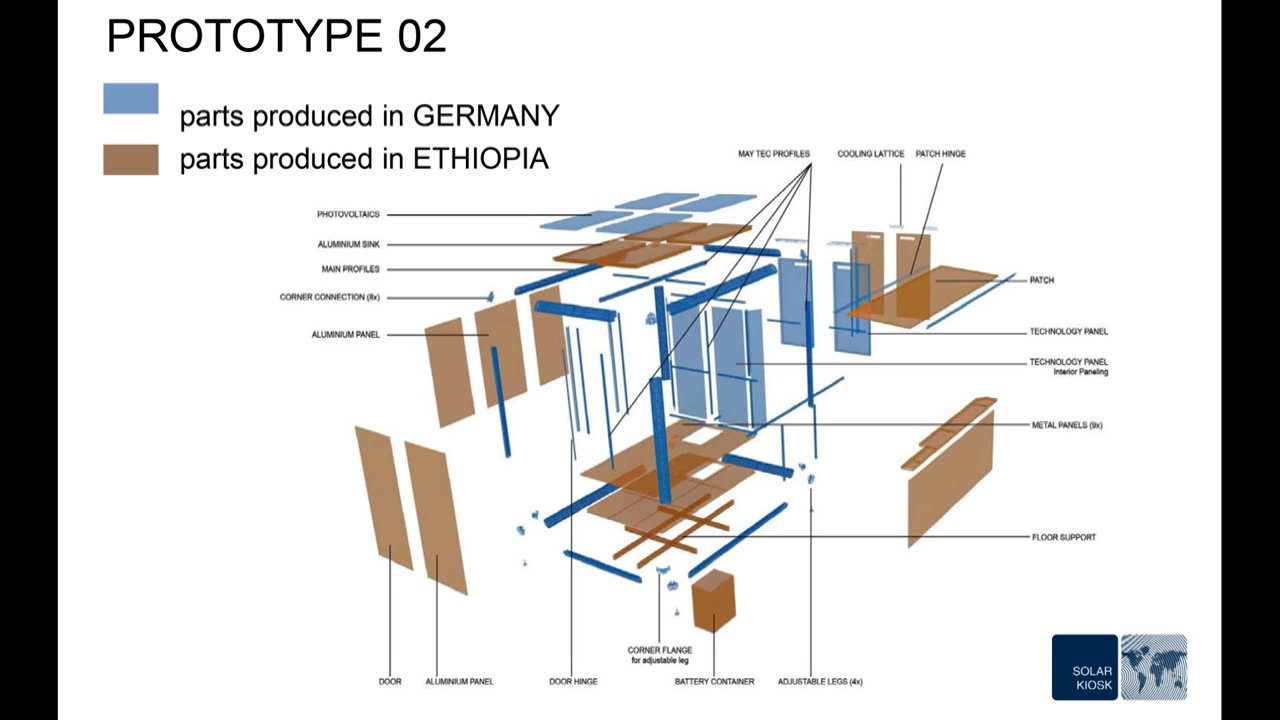 PROTOTYPE 02
parts produced in GERMANY
parts produced in ETHIOPIA
MAY TEC PROFILES
COOLING LATTICE
PATCH HINGE
PHOTOVOLTAICS
ALUMINIUM SINK
MAIN PROFILES
CORNER CONNECTION (8x)
ALUMINIUM PANEL
PATCH
TECHNOLOGY PANEL
TECHNOLOGY PANEL
Interior Paneling
METAL PANELS (9x)
FLOOR SUPPORT
CORNER FLANGE
for adjustable leg
DOOR
ALUMINIUM PANEL
DOOR HINGE
BATTERY CONTAINER
ADJUSTABLE LEGS (4x)
SOLAR
KIOSK